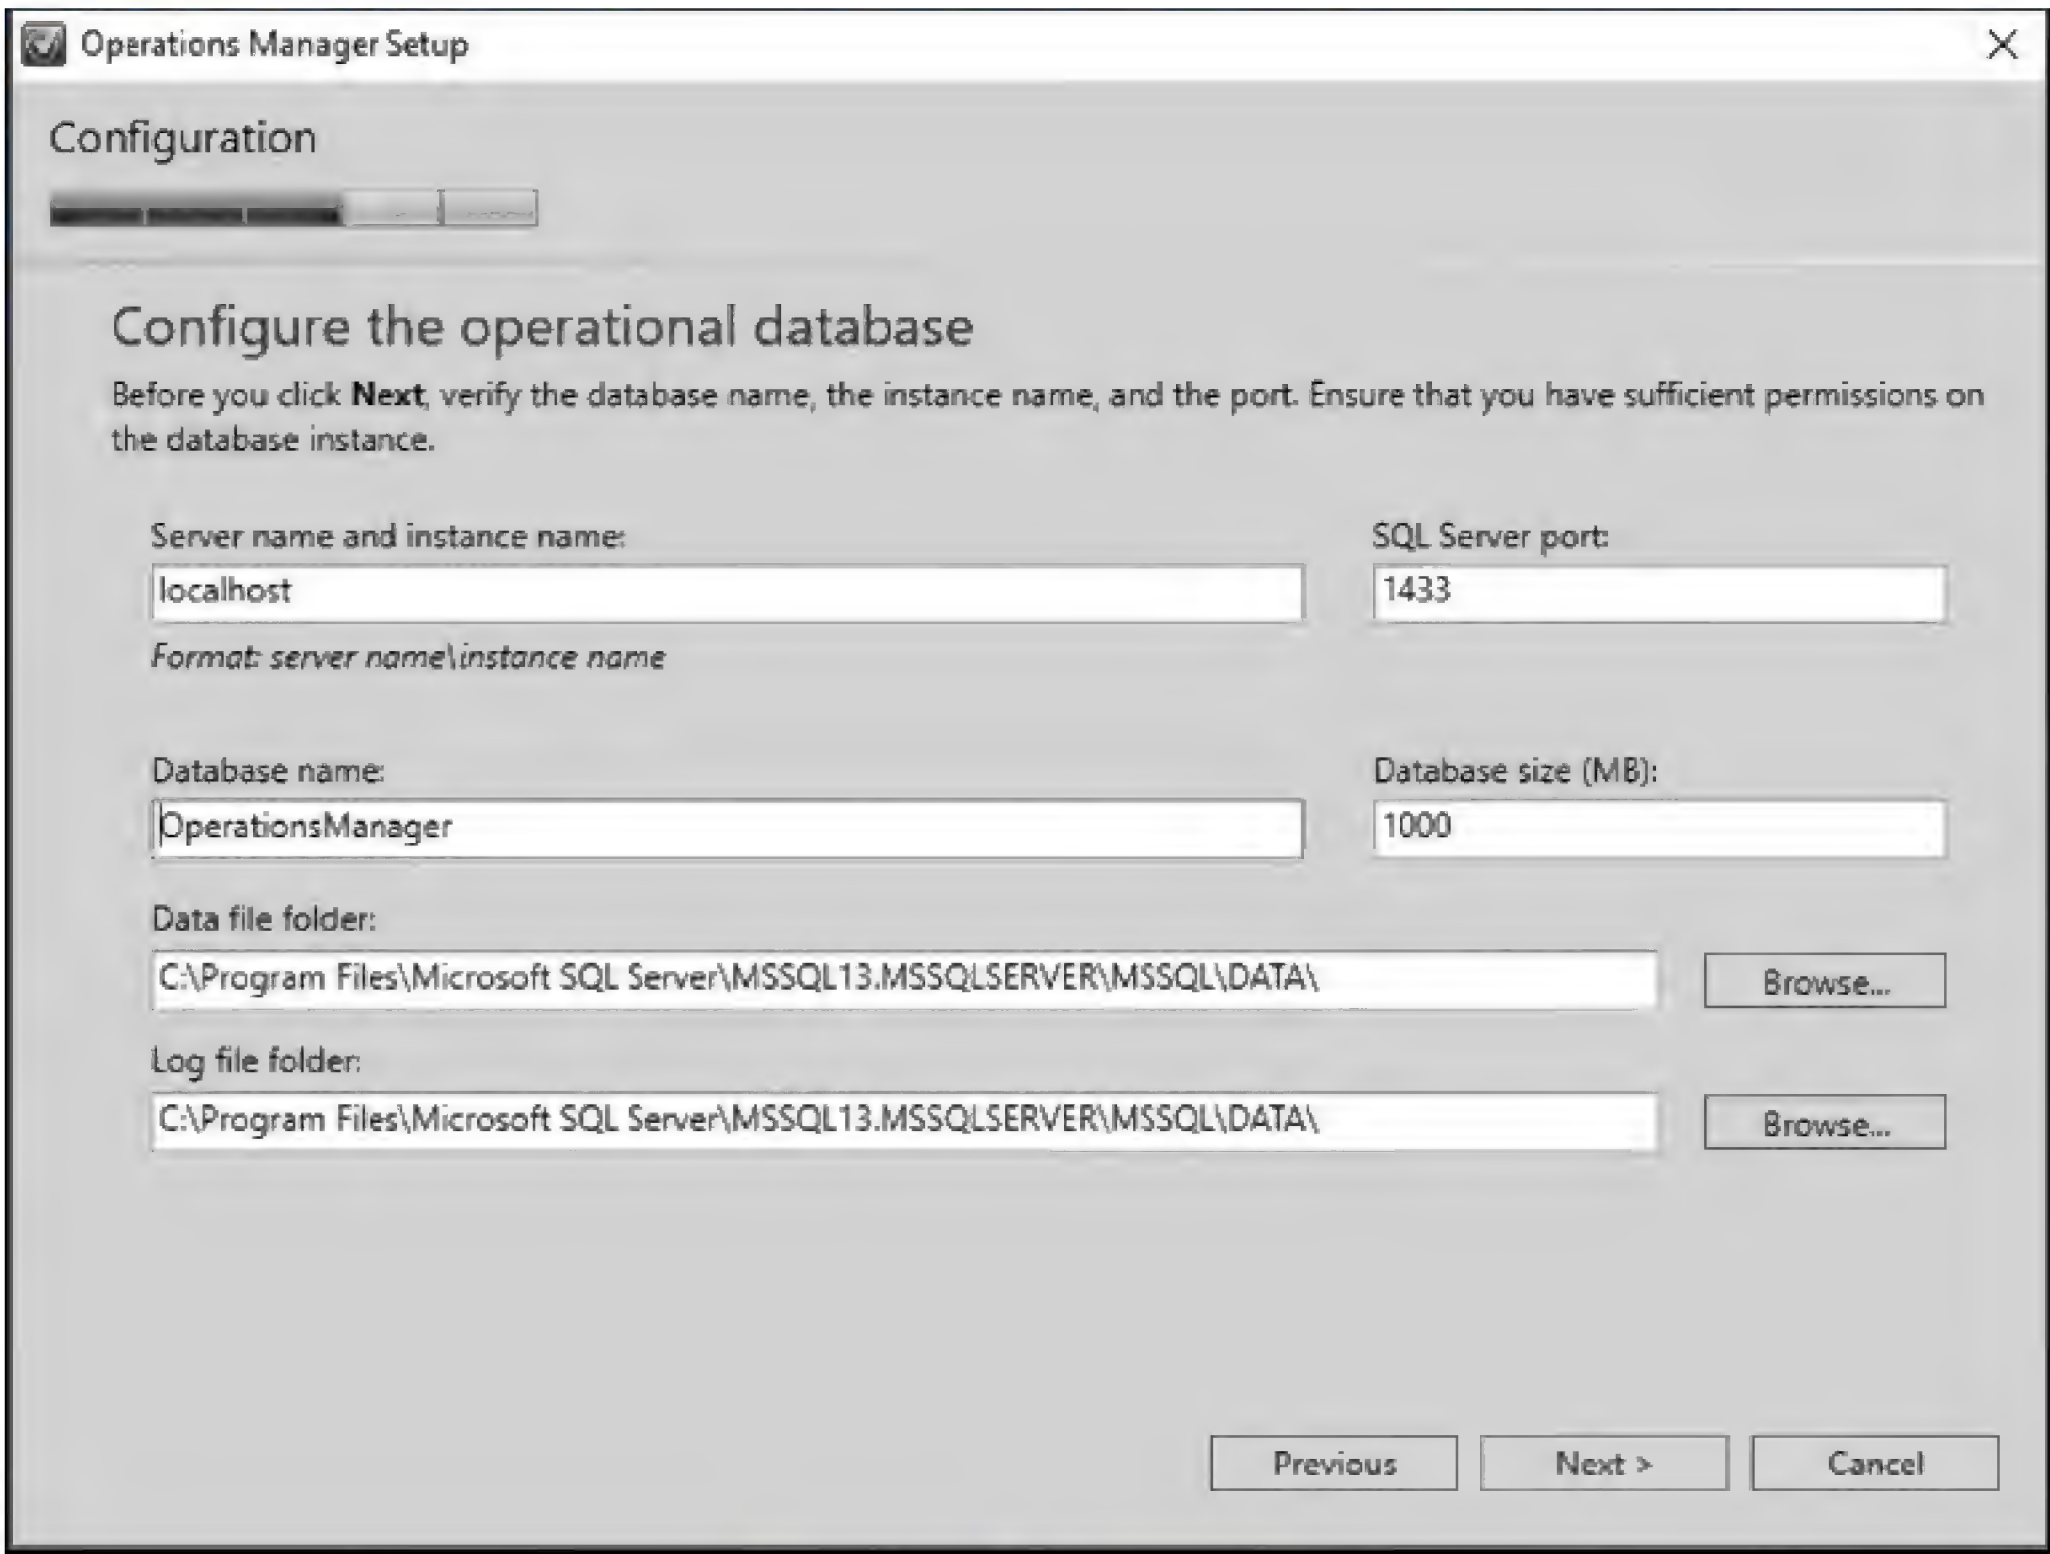 Operations Manager Setup
Configuration
Configure the operational database
Before you click Next, verify the database name, the instance name, and the port. Ensure that you have sufficient permissions on
the database instance.
Server name and instance name:
SQL Server port:
localhost
1433
Format: server name\instance name
Database name:
Database size (MB):
OperationsManager
1000
Data file folder:
C:\Program Files\Microsoft SQL Server\MSSQL13.MSSQLSERVER\MSSQL\DATA\
Browse...
Log file folder:
C:\Program Files\Microsoft SQL Server\MSSQL13.MSSQLSERVER\MSSQL\DATA\
Browse...
Previous
Next >
Cancel